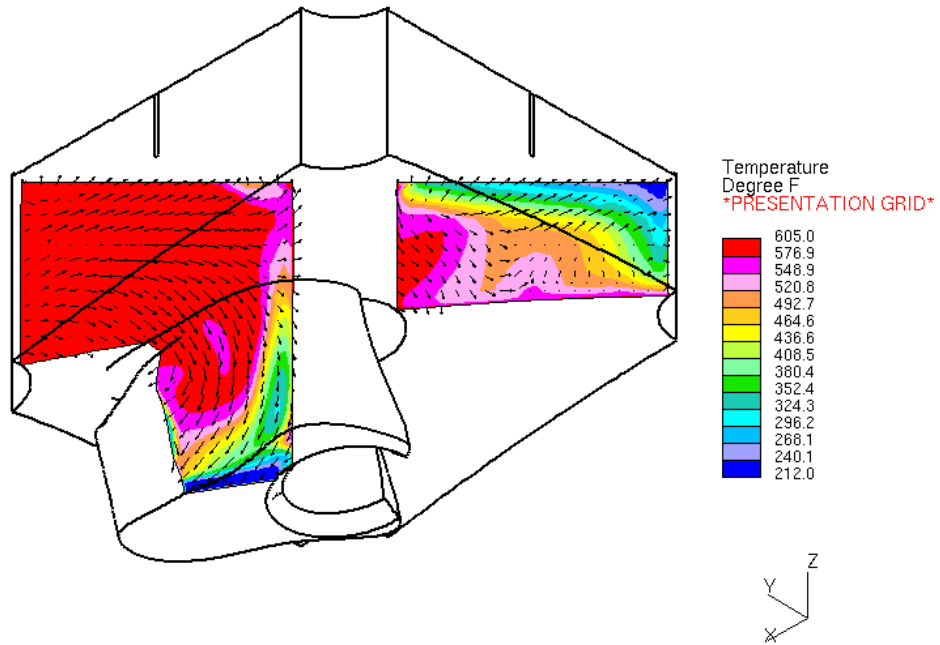 Temperature
Degree F
*PRESENTATION GRID*
605.0
576.9
548.9
520.8
492.7
464.6
436.6
408.5
380.4
352.4
324.3
296.2
268.1
240.1
212.0
Z
Y
X